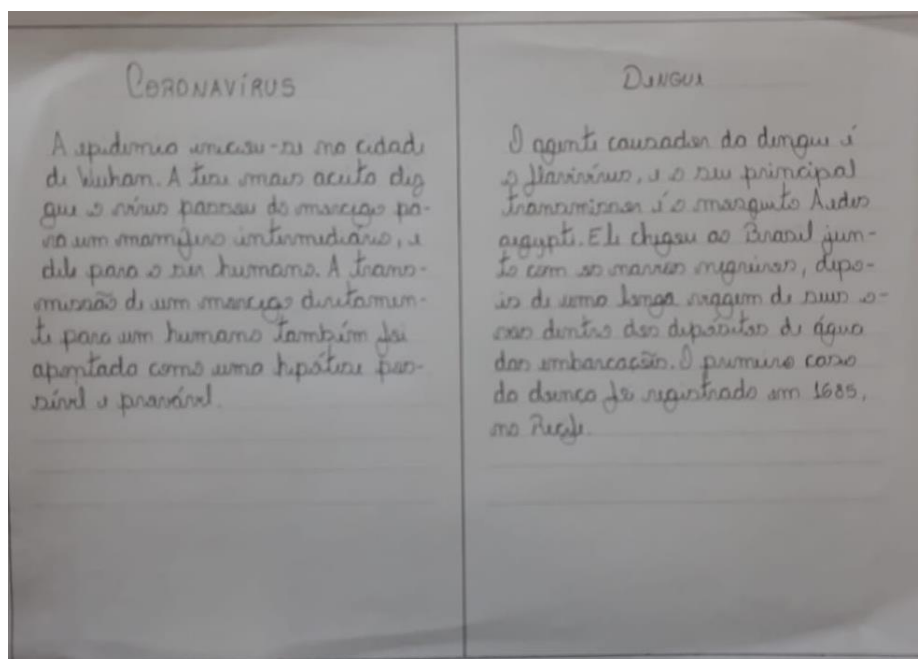 CORONAVÍRUS
A epidemia iniciou-se na cidade
de Wuham. A tese mais aceita diz
que o vírus passou do morcego pa-
ra um mamífero intermediário, e
dele para o ser humano. A trans-
missão de um morcego diretamen-
te para um humano também foi
apontada como uma hipótese pos-
sível e provável.
DENGUE
O agente causador da dengue é
o flavivírus, e o seu principal
transmissor é o mosquito Aedes
aegypti. Ele chegou ao Brasil jun-
to com os navios negreiros, depo-
is de uma longa viagem de seus o-
vos dentro dos depósitos de água
das embarcações. O primeiro caso
da doença foi registrado em 1685,
no Recife.